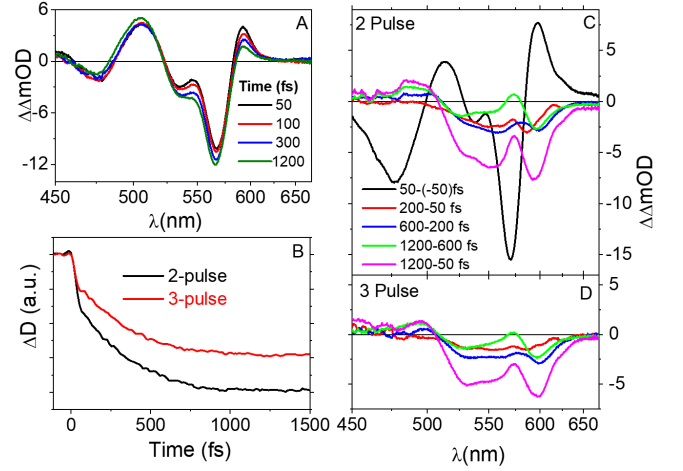 A
ΔΔmOD
6
0
-6
-12
Time (fs)
50
100
300
1200
450
500
550
600
650
λ(nm)
B
ΔD (a.u.)
2-pulse
3-pulse
0
500
1000
1500
Time (fs)
2 Pulse
C
5
0
-5
-10
-15
ΔΔmOD
50-(-50)fs
200-50 fs
600-200 fs
1200-600 fs
1200-50 fs
3 Pulse
D
0
-5
450
500
550
600
650
λ(nm)